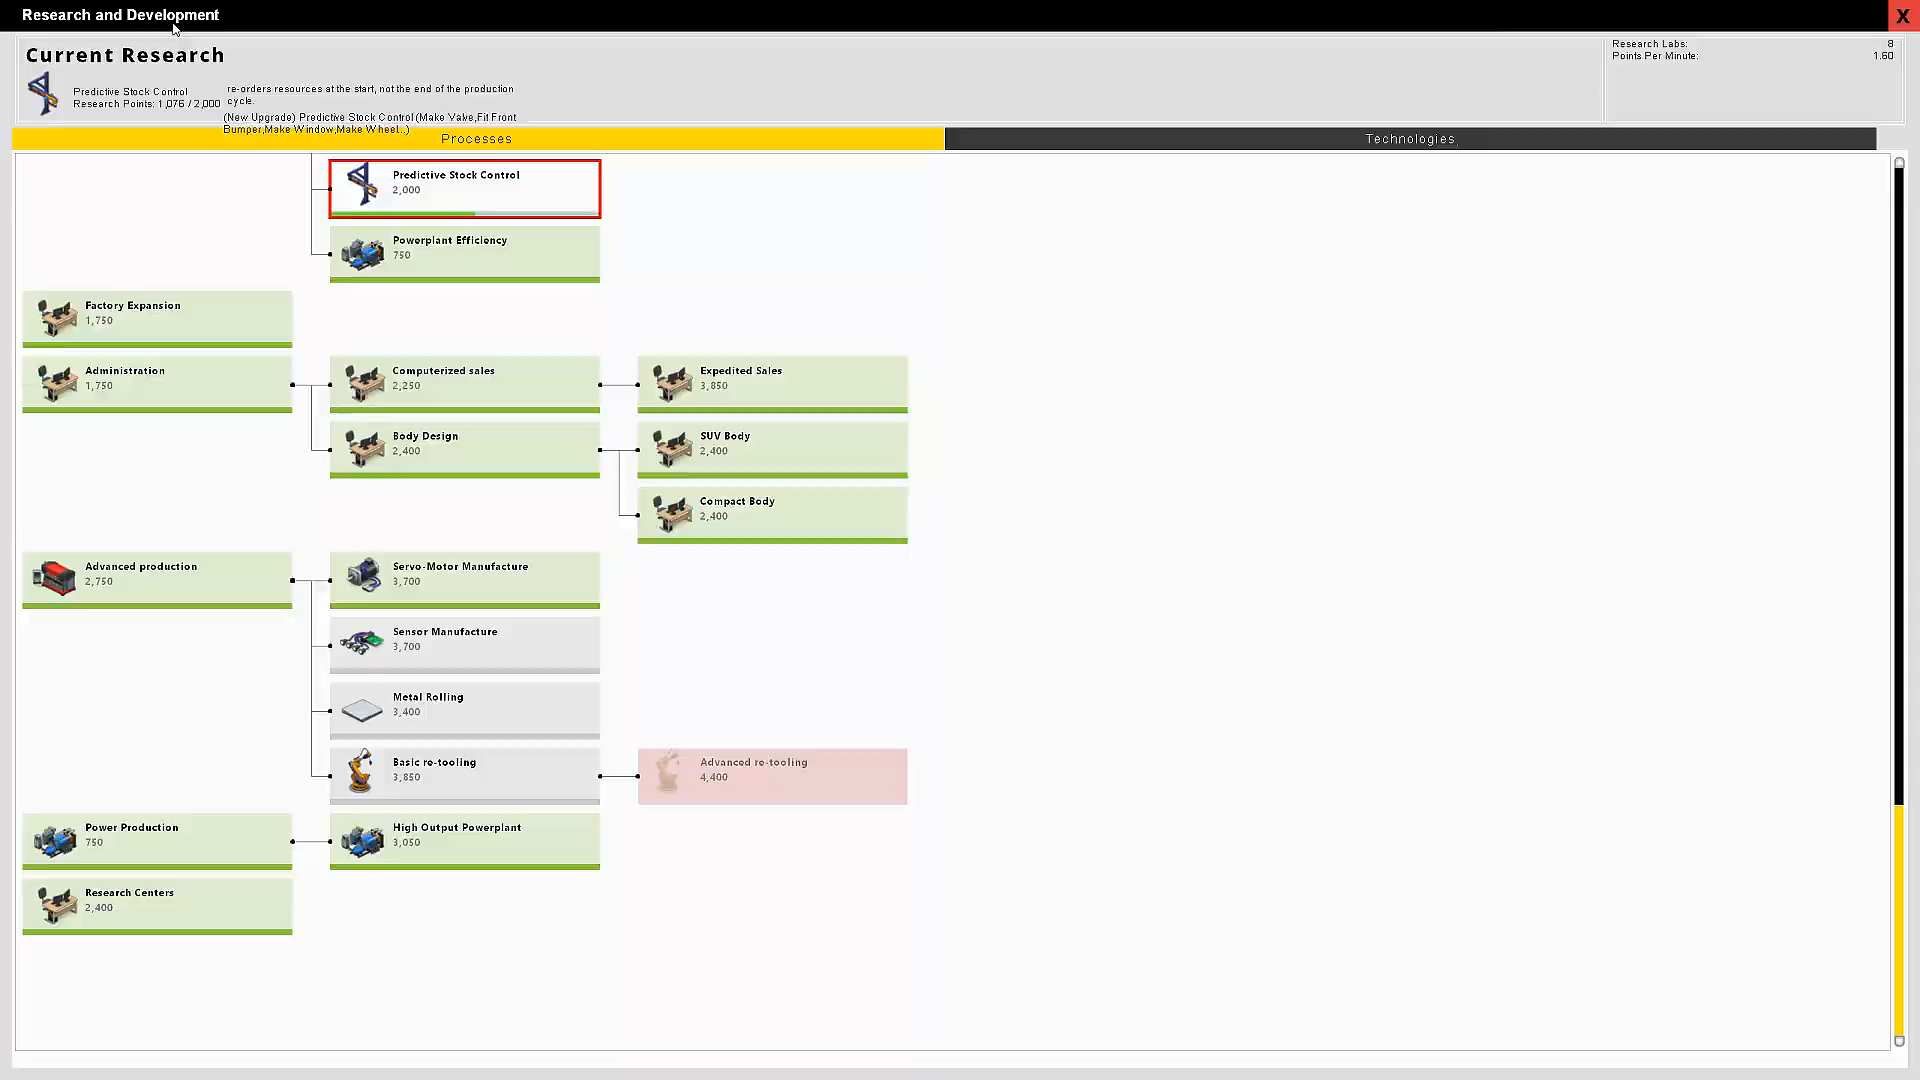 Research and Development
X
Current Research
Predictive Stock Control
Research Points: 1,076 / 2,000
re-orders resources at the start, not the end of the production
cycle.
(New Upgrade) Predictive Stock Control(Make Valve,Fit Front
Bumper,Make Window,Make Wheel...)
Research Labs: 8
Points Per Minute: 1.60
Processes
Technologies
Predictive Stock Control
2,000
Powerplant Efficiency
750
Factory Expansion
1,750
Administration
1,750
Computerized sales
2,250
Expedited Sales
3,850
Body Design
2,400
SUV Body
2,400
Compact Body
2,400
Advanced production
2,750
Servo-Motor Manufacture
3,700
Sensor Manufacture
3,700
Metal Rolling
3,400
Basic re-tooling
3,850
Advanced re-tooling
4,400
Power Production
750
High Output Powerplant
3,050
Research Centers
2,400